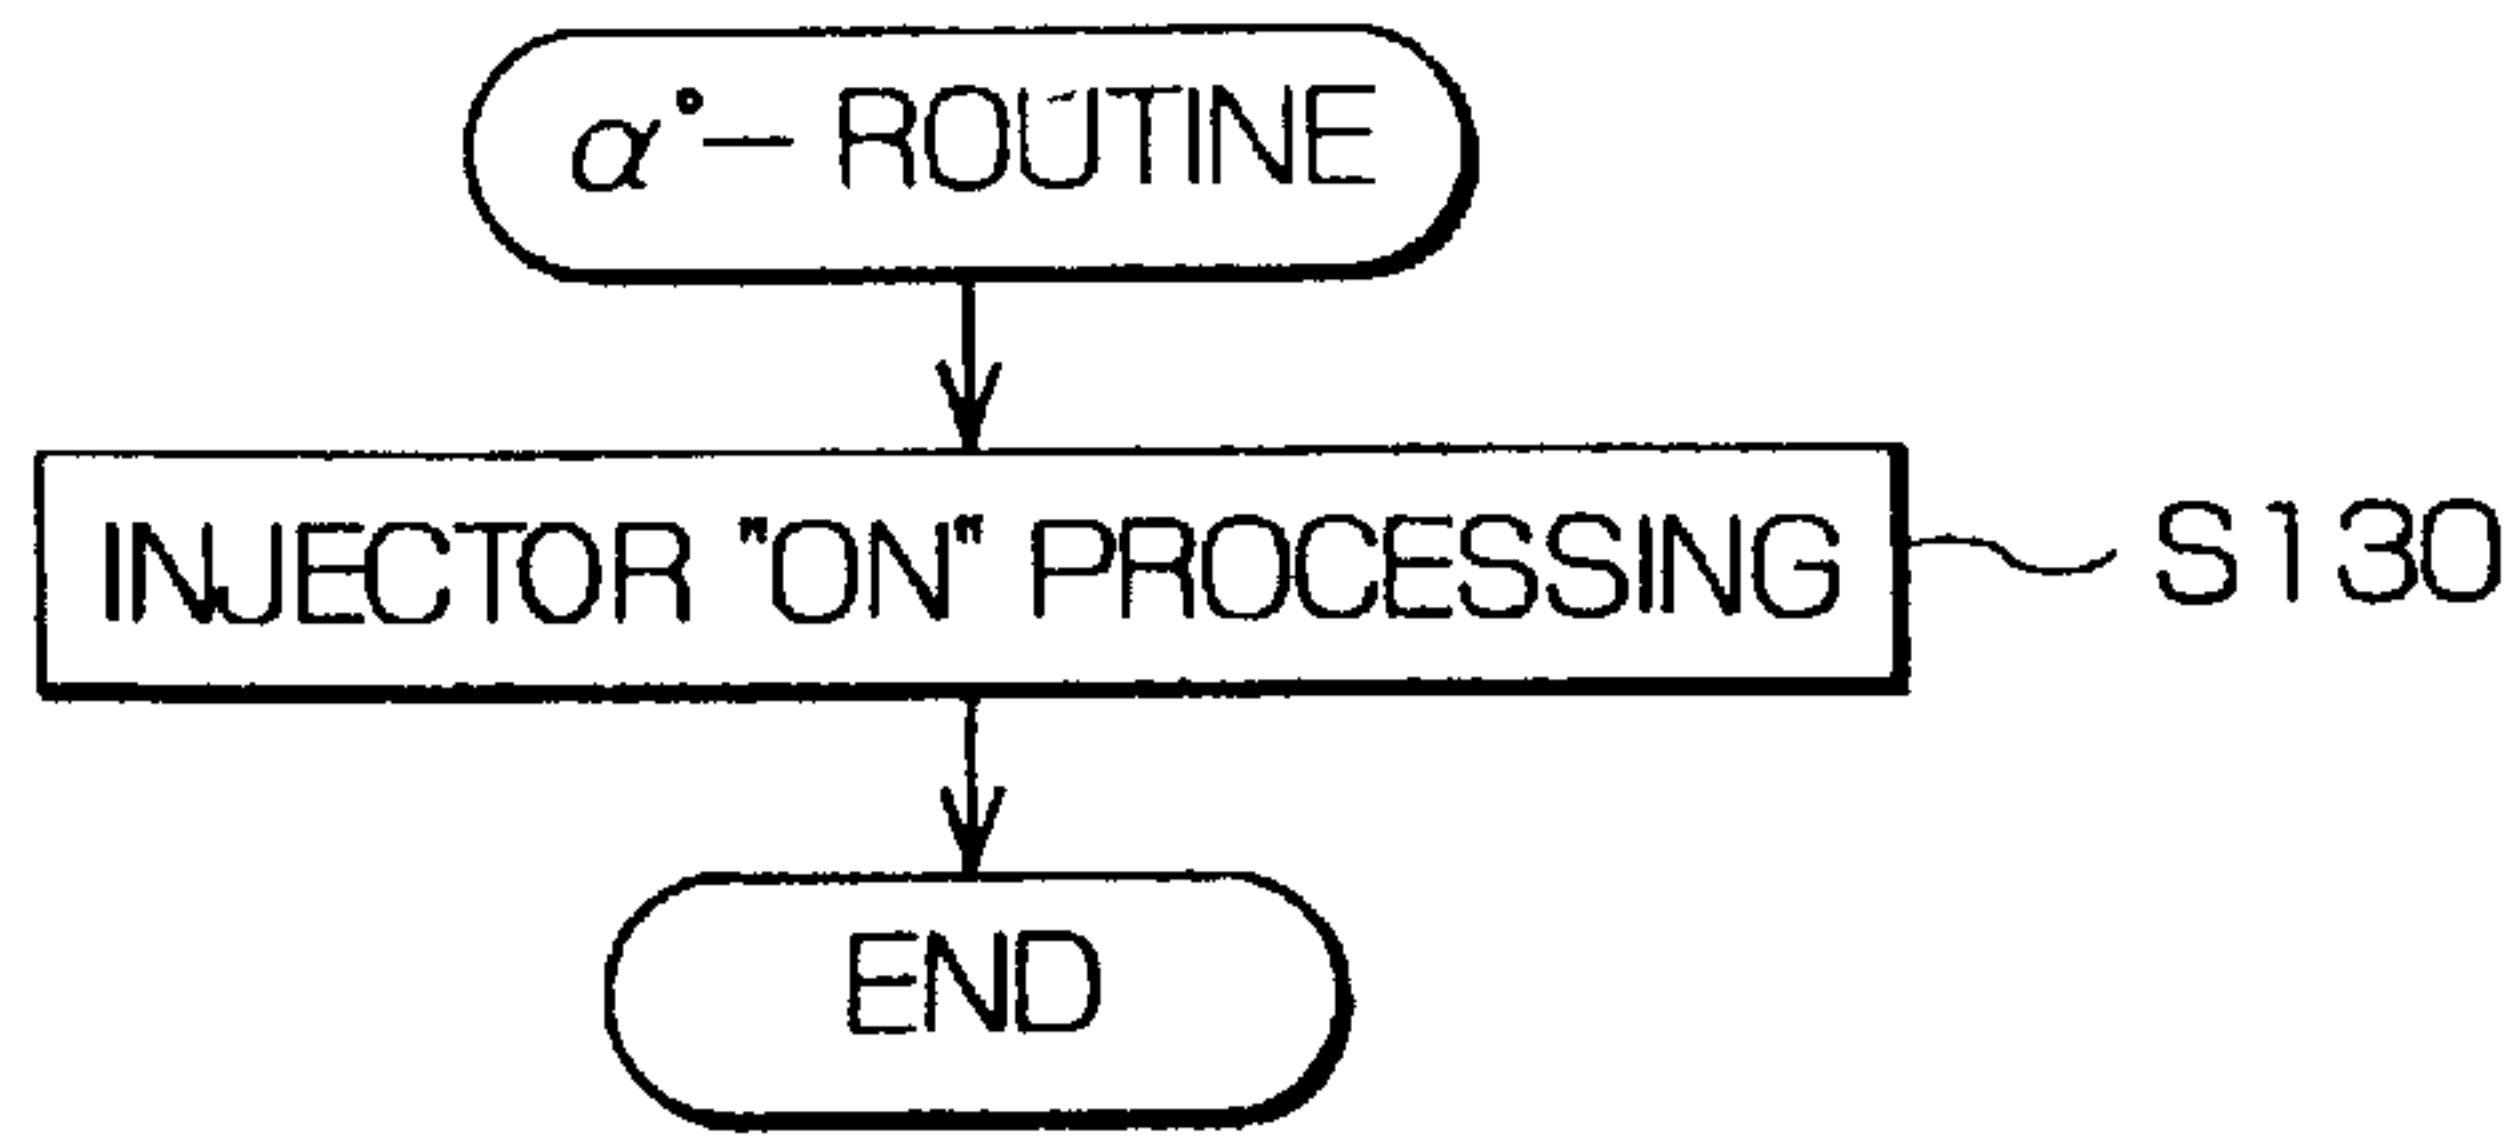 α°— ROUTINE
INJECTOR "ON" PROCESSING
S130
END